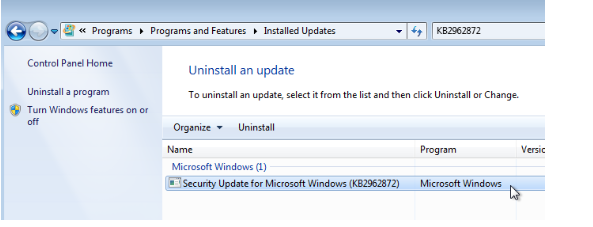 « Programs ▸ Programs and Features ▸ Installed Updates KB2962872
Control Panel Home
Uninstall a program
Turn Windows features on or
off
Uninstall an update
To uninstall an update, select it from the list and then click Uninstall or Change.
Organize Uninstall
Name Program Versic
Microsoft Windows (1)
Security Update for Microsoft Windows (KB2962872) Microsoft Windows